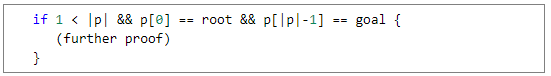 if 1 < |p| && p[0] == root && p[|p|-1] == goal {
(further proof)
}